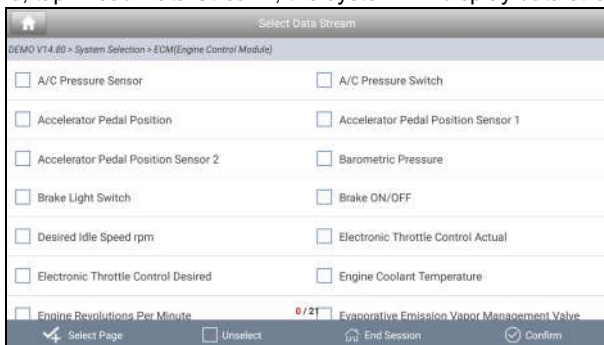 Select Data Stream
DEMO V14.80 > System Selection > ECM(Engine Control Module)
A/C Pressure Sensor
A/C Pressure Switch
Accelerator Pedal Position
Accelerator Pedal Position Sensor 1
Accelerator Pedal Position Sensor 2
Barometric Pressure
Brake Light Switch
Brake ON/OFF
Desired Idle Speed rpm
Electronic Throttle Control Actual
Electronic Throttle Control Desired
Engine Coolant Temperature
Engine Revolutions Per Minute
0/21
Evaporative Emission Vapor Management Valve
Select Page
Unselect
End Session
Confirm